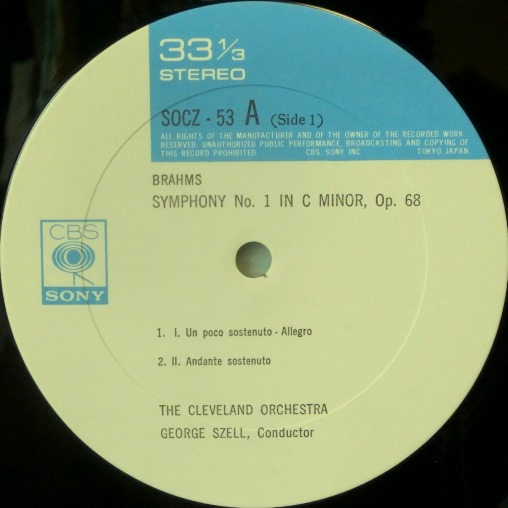 33 1/3
STEREO
SOCZ - 53 A (Side 1)
ALL RIGHTS OF THE MANUFACTURER AND OF THE OWNER OF THE RECORDED WORK
RESERVED. UNAUTHORIZED PUBLIC PERFORMANCE, BROADCASTING AND COPYING OF
THIS RECORD PROHIBITED. CBS SONY INC. TOKYO JAPAN.
BRAHMS
SYMPHONY No. 1 IN C MINOR, Op. 68
CBS
SONY
1. I. Un poco sostenuto - Allegro
2. II. Andante sostenuto
THE CLEVELAND ORCHESTRA
GEORGE SZELL, Conductor